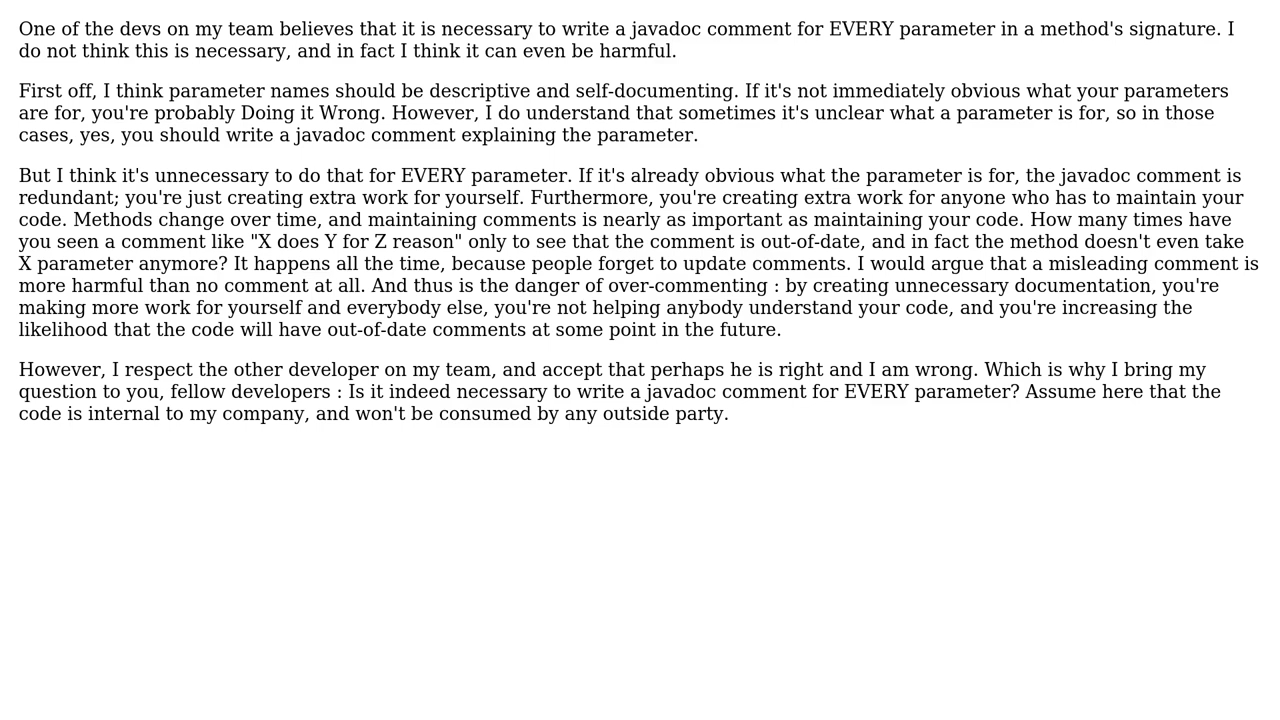 One of the devs on my team believes that it is necessary to write a javadoc comment for EVERY parameter in a method's signature. I
do not think this is necessary, and in fact I think it can even be harmful.
First off, I think parameter names should be descriptive and self-documenting. If it's not immediately obvious what your parameters
are for, you're probably Doing it Wrong. However, I do understand that sometimes it's unclear what a parameter is for, so in those
cases, yes, you should write a javadoc comment explaining the parameter.
But I think it's unnecessary to do that for EVERY parameter. If it's already obvious what the parameter is for, the javadoc comment is
redundant; you're just creating extra work for yourself. Furthermore, you're creating extra work for anyone who has to maintain your
code. Methods change over time, and maintaining comments is nearly as important as maintaining your code. How many times have
you seen a comment like "X does Y for Z reason" only to see that the comment is out-of-date, and in fact the method doesn't even take
X parameter anymore? It happens all the time, because people forget to update comments. I would argue that a misleading comment is
more harmful than no comment at all. And thus is the danger of over-commenting : by creating unnecessary documentation, you're
making more work for yourself and everybody else, you're not helping anybody understand your code, and you're increasing the
likelihood that the code will have out-of-date comments at some point in the future.
However, I respect the other developer on my team, and accept that perhaps he is right and I am wrong. Which is why I bring my
question to you, fellow developers : Is it indeed necessary to write a javadoc comment for EVERY parameter? Assume here that the
code is internal to my company, and won't be consumed by any outside party.